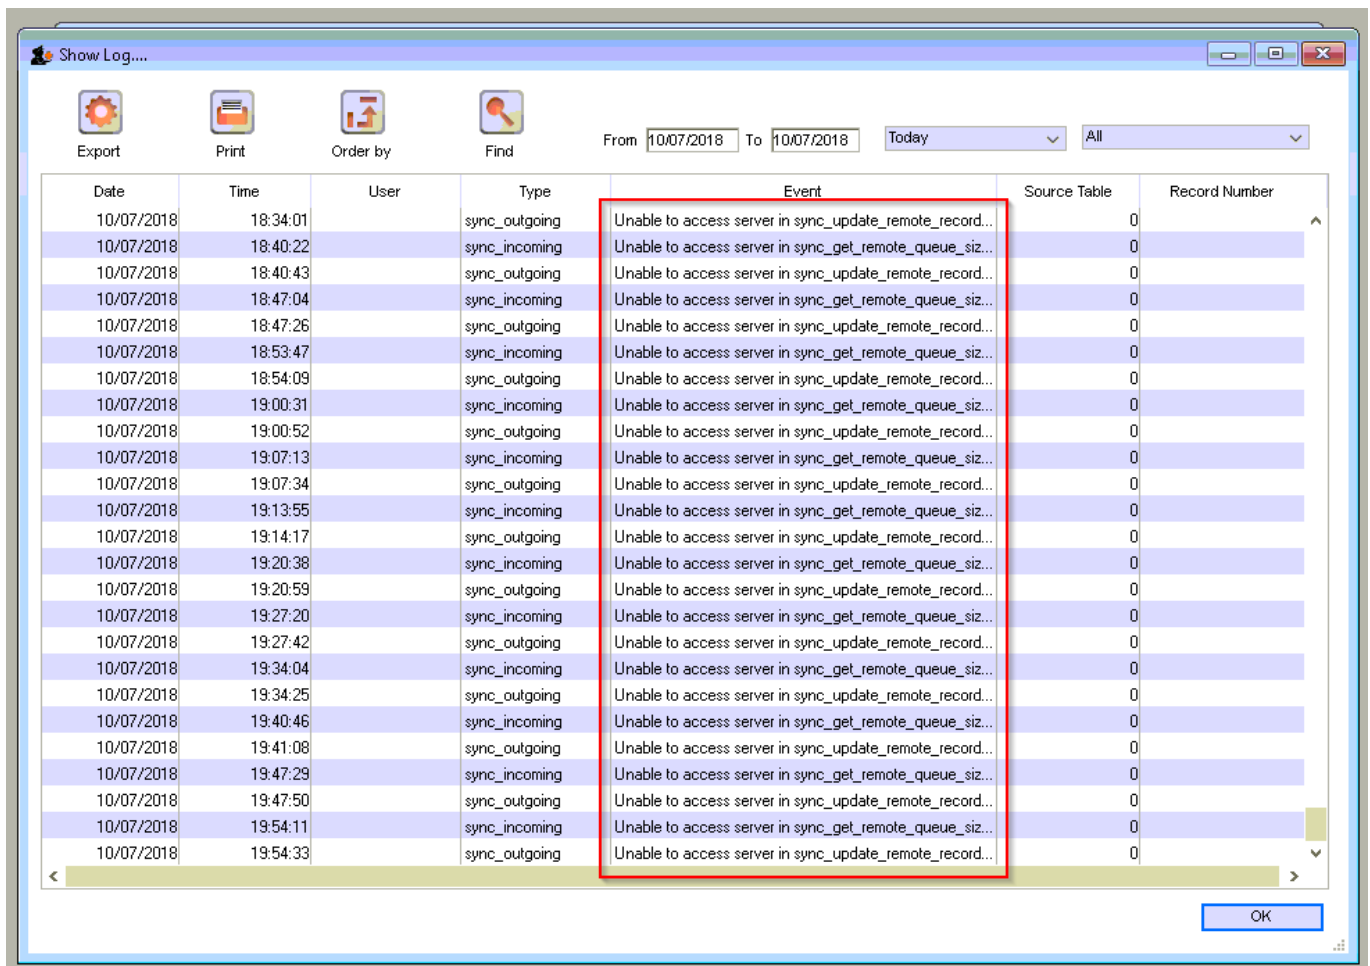 Show Log....
Export Print Order by Find From 10/07/2018 To 10/07/2018 Today All
Date Time User Type Event Source Table Record Number
10/07/2018 18:34:01 sync_outgoing Unable to access server in sync_update_remote_record... 0
10/07/2018 18:40:22 sync_incoming Unable to access server in sync_get_remote_queue_siz... 0
10/07/2018 18:40:43 sync_outgoing Unable to access server in sync_update_remote_record... 0
10/07/2018 18:47:04 sync_incoming Unable to access server in sync_get_remote_queue_siz... 0
10/07/2018 18:47:26 sync_outgoing Unable to access server in sync_update_remote_record... 0
10/07/2018 18:53:47 sync_incoming Unable to access server in sync_get_remote_queue_siz... 0
10/07/2018 18:54:09 sync_outgoing Unable to access server in sync_update_remote_record... 0
10/07/2018 19:00:31 sync_incoming Unable to access server in sync_get_remote_queue_siz... 0
10/07/2018 19:00:52 sync_outgoing Unable to access server in sync_update_remote_record... 0
10/07/2018 19:07:13 sync_incoming Unable to access server in sync_get_remote_queue_siz... 0
10/07/2018 19:07:34 sync_outgoing Unable to access server in sync_update_remote_record... 0
10/07/2018 19:13:55 sync_incoming Unable to access server in sync_get_remote_queue_siz... 0
10/07/2018 19:14:17 sync_outgoing Unable to access server in sync_update_remote_record... 0
10/07/2018 19:20:38 sync_incoming Unable to access server in sync_get_remote_queue_siz... 0
10/07/2018 19:20:59 sync_outgoing Unable to access server in sync_update_remote_record... 0
10/07/2018 19:27:20 sync_incoming Unable to access server in sync_get_remote_queue_siz... 0
10/07/2018 19:27:42 sync_outgoing Unable to access server in sync_update_remote_record... 0
10/07/2018 19:34:04 sync_incoming Unable to access server in sync_get_remote_queue_siz... 0
10/07/2018 19:34:25 sync_outgoing Unable to access server in sync_update_remote_record... 0
10/07/2018 19:40:46 sync_incoming Unable to access server in sync_get_remote_queue_siz... 0
10/07/2018 19:41:08 sync_outgoing Unable to access server in sync_update_remote_record... 0
10/07/2018 19:47:29 sync_incoming Unable to access server in sync_get_remote_queue_siz... 0
10/07/2018 19:47:50 sync_outgoing Unable to access server in sync_update_remote_record... 0
10/07/2018 19:54:11 sync_incoming Unable to access server in sync_get_remote_queue_siz... 0
10/07/2018 19:54:33 sync_outgoing Unable to access server in sync_update_remote_record... 0
OK